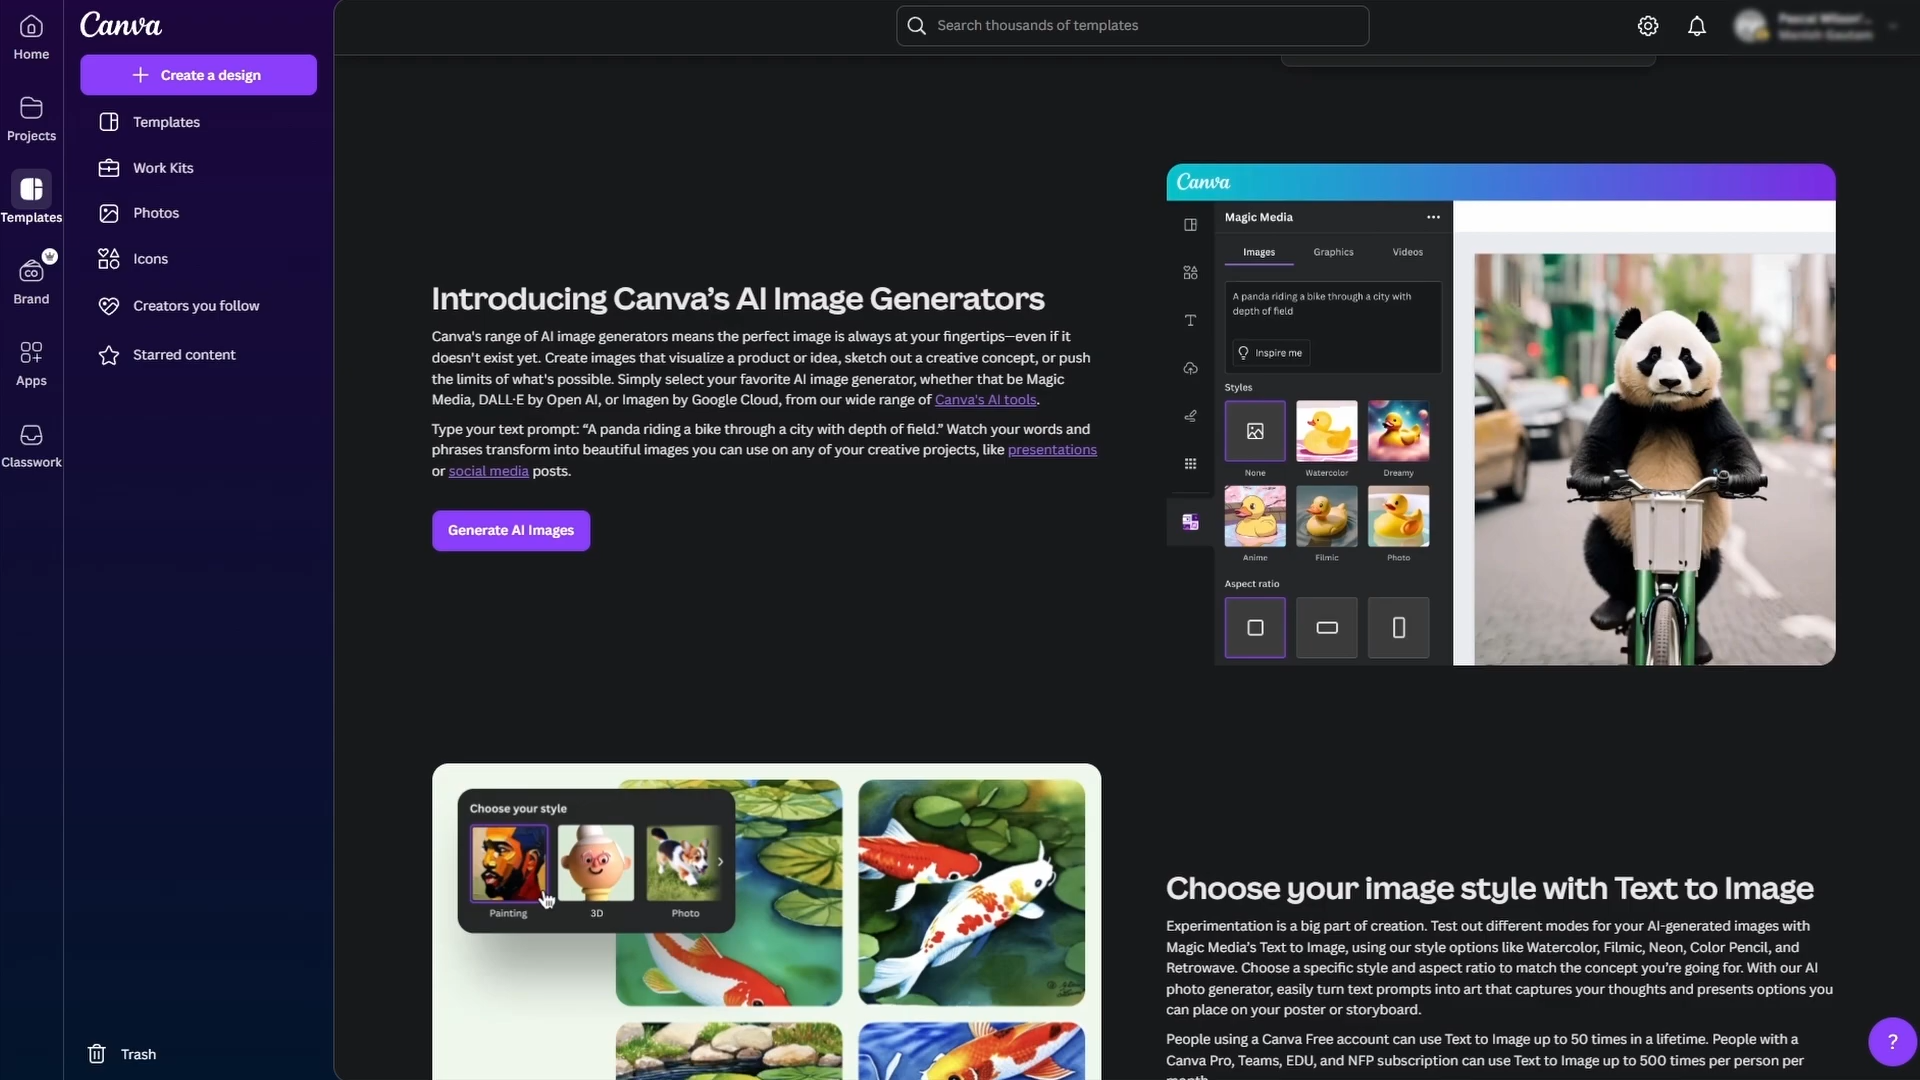 Home
Projects
Templates
Brand
Apps
Classwork
Canva
Create a design
Templates
Work Kits
Photos
Icons
Creators you follow
Starred content
Trash
Search thousands of templates
Introducing Canva's AI Image Generators
Canva's range of AI image generators means the perfect image is always at your fingertips—even if it
doesn't exist yet. Create images that visualize a product or idea, sketch out a creative concept, or push
the limits of what's possible. Simply select your favorite AI image generator, whether that be Magic
Media, DALL·E by Open AI, or Imagen by Google Cloud, from our wide range of Canva's AI tools.
Type your text prompt: “A panda riding a bike through a city with depth of field.” Watch your words and
phrases transform into beautiful images you can use on any of your creative projects, like presentations
or social media posts.
Generate AI Images
Canva
Magic Media
Images
Graphics
Videos
A panda riding a bike through a city with
depth of field
Inspire me
Styles
None
Watercolor
Dreamy
Anime
Filmic
Photo
Aspect ratio
Choose your style
Painting
3D
Photo
Choose your image style with Text to Image
Experimentation is a big part of creation. Test out different modes for your AI-generated images with
Magic Media's Text to Image, using our style options like Watercolor, Filmic, Neon, Color Pencil, and
Retrowave. Choose a specific style and aspect ratio to match the concept you're going for. With our AI
photo generator, easily turn text prompts into art that captures your thoughts and presents options you
can place on your poster or storyboard.
People using a Canva Free account can use Text to Image up to 50 times in a lifetime. People with a
Canva Pro, Teams, EDU, and NFP subscription can use Text to Image up to 500 times per person per
?